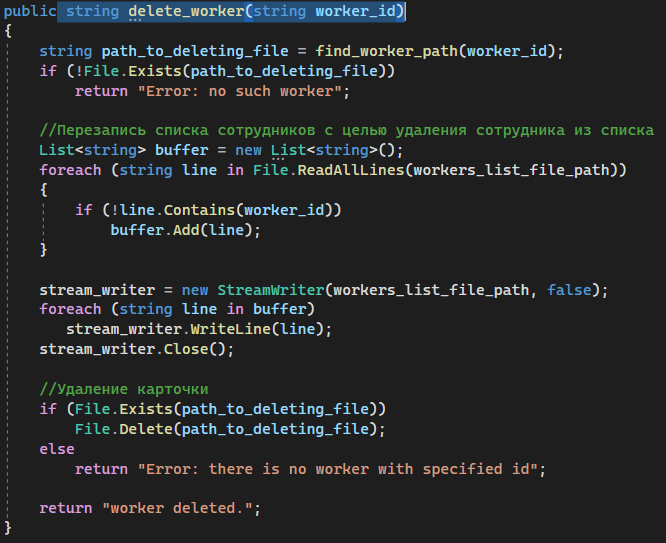 public string delete_worker(string worker_id)
{
    string path_to_deleting_file = find_worker_path(worker_id);
    if (!File.Exists(path_to_deleting_file))
        return "Error: no such worker";

    //Перезапись списка сотрудников с целью удаления сотрудника из списка
    List<string> buffer = new List<string>();
    foreach (string line in File.ReadAllLines(workers_list_file_path))
    {
        if (!line.Contains(worker_id))
            buffer.Add(line);
    }

    stream_writer = new StreamWriter(workers_list_file_path, false);
    foreach (string line in buffer)
       stream_writer.WriteLine(line);
    stream_writer.Close();

    //Удаление карточки
    if (File.Exists(path_to_deleting_file))
        File.Delete(path_to_deleting_file);
    else
        return "Error: there is no worker with specified id";

    return "worker deleted.";
}